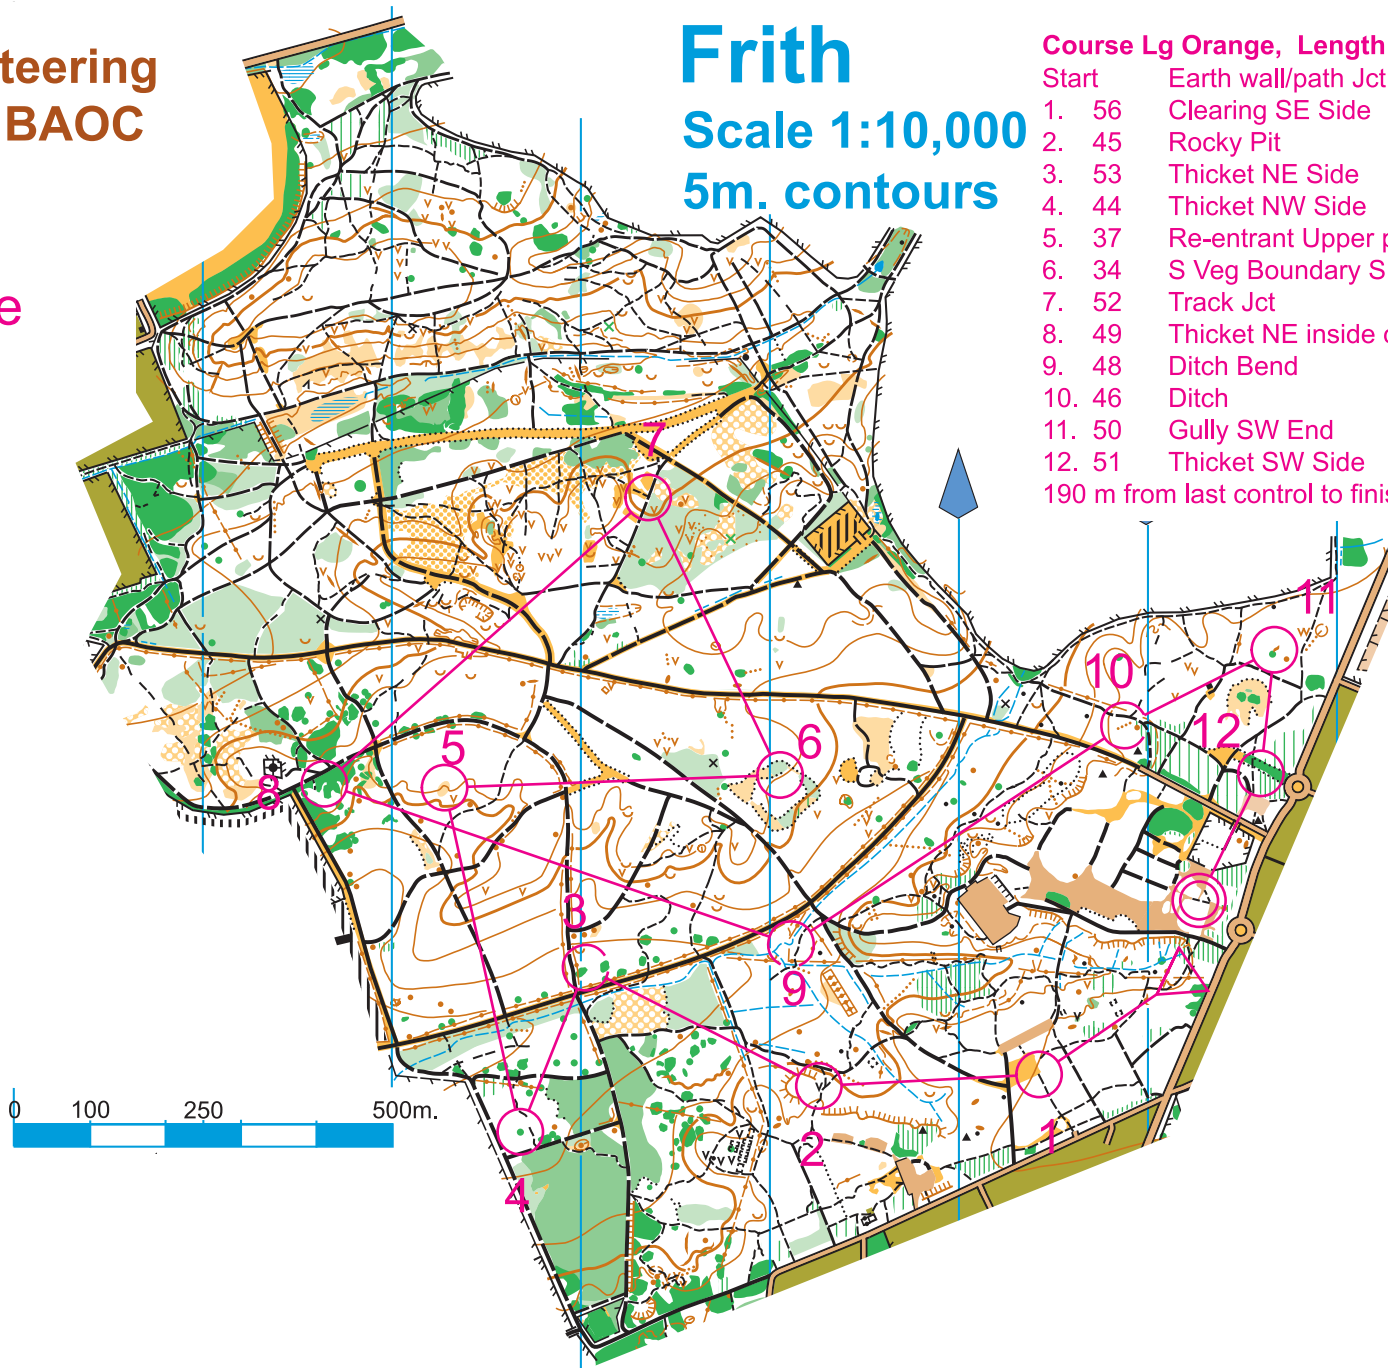 teering
BAOC
e
Frith
Scale 1:10,000
5m. contours
Course Lg Orange, Length
Start Earth wall/path Jct
1. 56 Clearing SE Side
2. 45 Rocky Pit
3. 53 Thicket NE Side
4. 44 Thicket NW Side
5. 37 Re-entrant Upper p
6. 34 S Veg Boundary S
7. 52 Track Jct
8. 49 Thicket NE inside c
9. 48 Ditch Bend
10. 46 Ditch
11. 50 Gully SW End
12. 51 Thicket SW Side
190 m from last control to finis
7
11
10
12
5
6
8
3
9
2
1
4
0 100 250 500m.